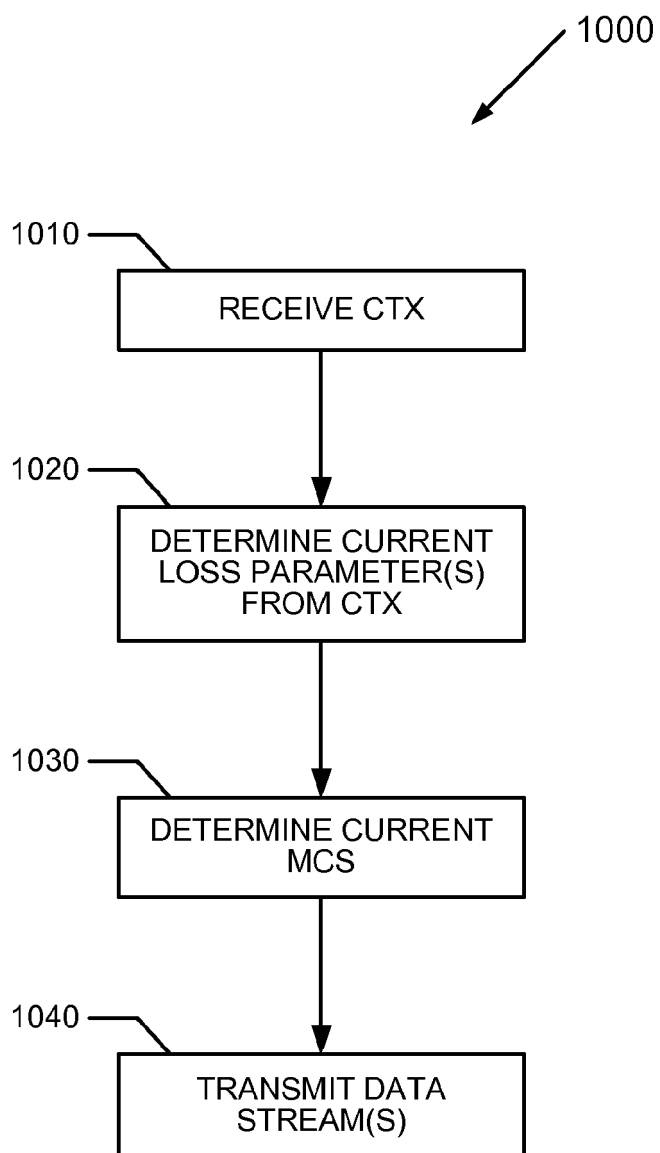 1000
1010
RECEIVE CTX
1020
DETERMINE CURRENT
LOSS PARAMETER(S)
FROM CTX
1030
DETERMINE CURRENT
MCS
1040
TRANSMIT DATA
STREAM(S)